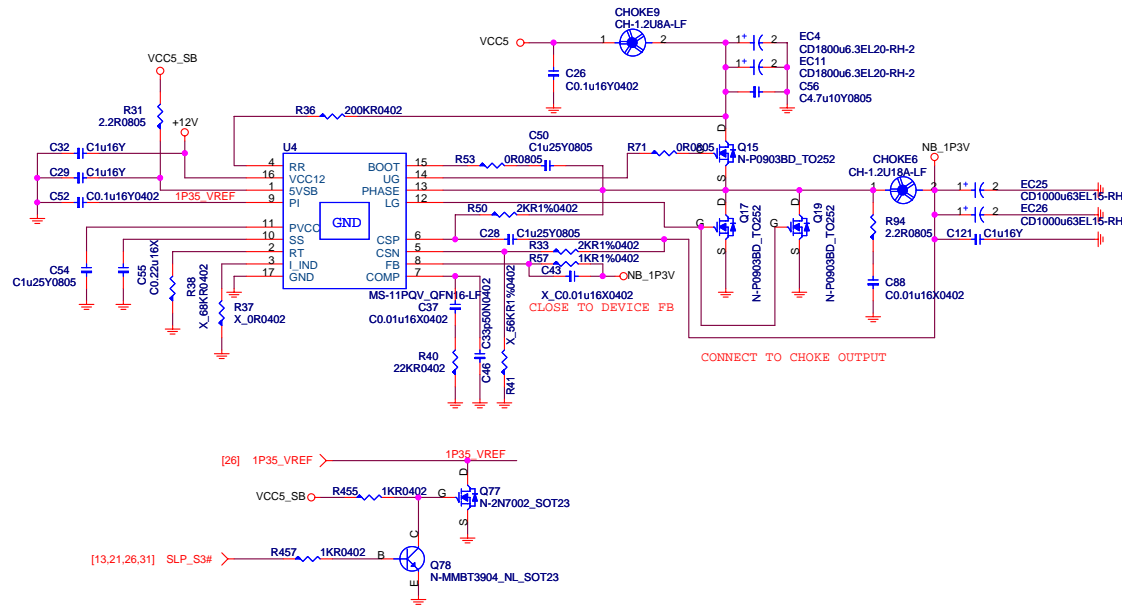 CHOKE9
CH-1.2U8A-LF
VCC5
1
2
EC4
CD1800u6.3EL20-RH-2
1
+
2
EC11
CD1800u6.3EL20-RH-2
1
+
2
C26
C0.1u16Y0402
C56
C4.7u10Y0805
VCC5_SB
R31
2.2R0805
+12V
R36
200KR0402
C32
C1u16Y
C29
C1u16Y
C52
C0.1u16Y0402
1P35_VREF
U4
4
RR
16
VCC12
1
5VSB
9
PI
11
PVCC
10
SS
2
RT
3
I_IND
17
GND
GND
BOOT
15
UG
14
PHASE
13
LG
12
CSP
6
CSN
5
FB
8
COMP
7
MS-11PQV_QFN16-LF
R53
0R0805
C50
C1u25Y0805
R71
0R0805
G
D
S
Q15
N-P0903BD_TO252
R50
2KR1%0402
C28
C1u25Y0805
R33
2KR1%0402
R57
1KR1%0402
C43
X_C0.01u16X0402
NB_1P3V
CLOSE TO DEVICE FB
G
D
S
Q17
N-P0903BD_TO252
G
D
S
Q19
N-P0903BD_TO252
NB_1P3V
CHOKE6
CH-1.2U18A-LF
1
2
EC25
CD1000u63EL15-RH
1
+
2
EC26
CD1000u63EL15-RH
1
+
2
C121
C1u16Y
R94
2.2R0805
C88
C0.01u16X0402
CONNECT TO CHOKE OUTPUT
C54
C1u25Y0805
C55
C0.22u16X
R38
X_68KR0402
R37
X_0R0402
C37
C0.01u16X0402
R40
22KR0402
C33p50N0402
C46
X_56KR1%0402
R41
[26]
1P35_VREF
1P35_VREF
VCC5_SB
R455
1KR0402
G
D
S
Q77
N-2N7002_SOT23
[13,21,26,31]
SLP_S3#
R457
1KR0402
B
C
E
Q78
N-MMBT3904_NL_SOT23